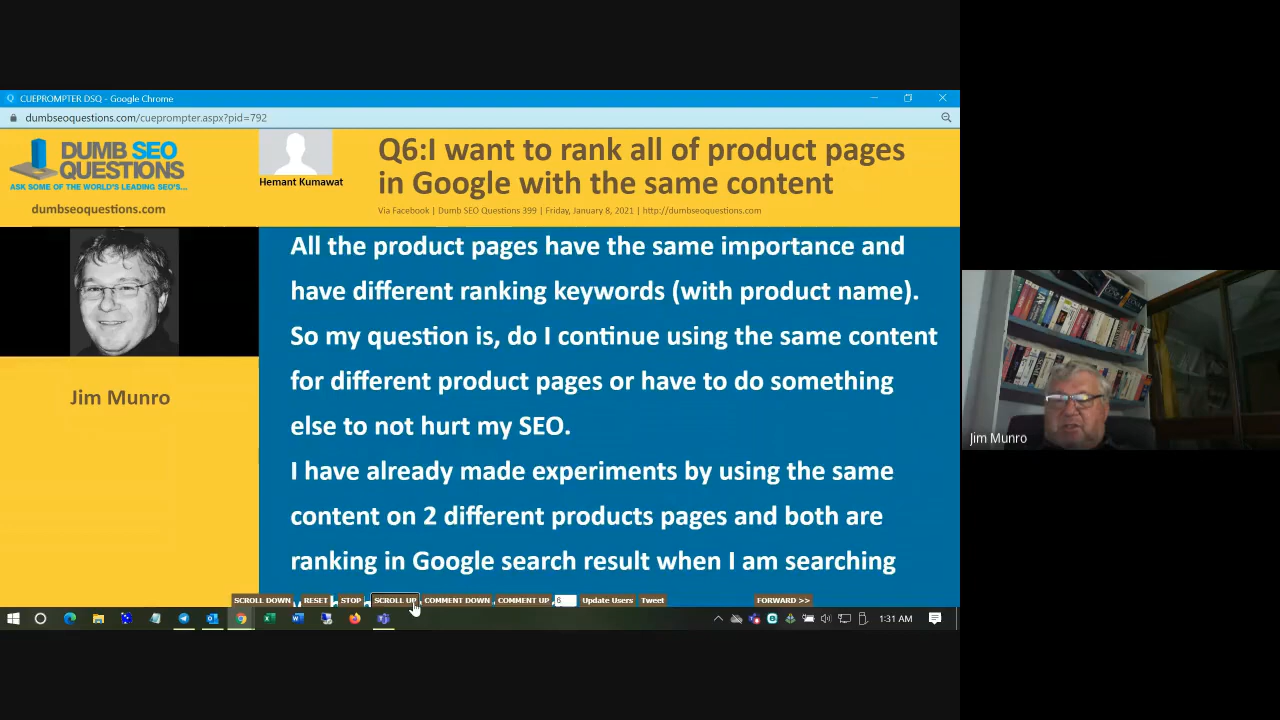 CUEPROMPTER DSQ - Google Chrome
dumbseoquestions.com/cueprompter.aspx?pid=792
DUMB SEO
QUESTIONS
ASK SOME OF THE WORLD'S LEADING SEO'S...
dumbseoquestions.com
Hemant Kumawat
Q6:I want to rank all of product pages
in Google with the same content
Via Facebook | Dumb SEO Questions 399 | Friday, January 8, 2021 | http://dumbseoquestions.com
Jim Munro
All the product pages have the same importance and
have different ranking keywords (with product name).
So my question is, do I continue using the same content
for different product pages or have to do something
else to not hurt my SEO.
I have already made experiments by using the same
content on 2 different products pages and both are
ranking in Google search result when I am searching
SCROLL DOWN RESET STOP SCROLL UP COMMENT DOWN COMMENT UP 6 Update Users Tweet FORWARD >>
1:31 AM
Jim Munro